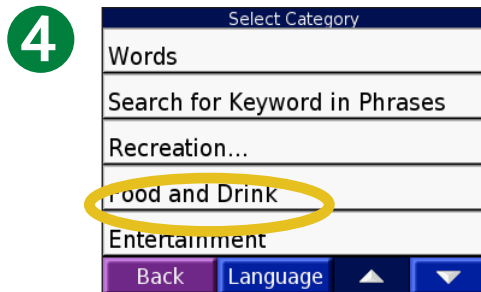 4
Select Category
Words
Search for Keyword in Phrases
Recreation...
Food and Drink
Entertainment
Back Language